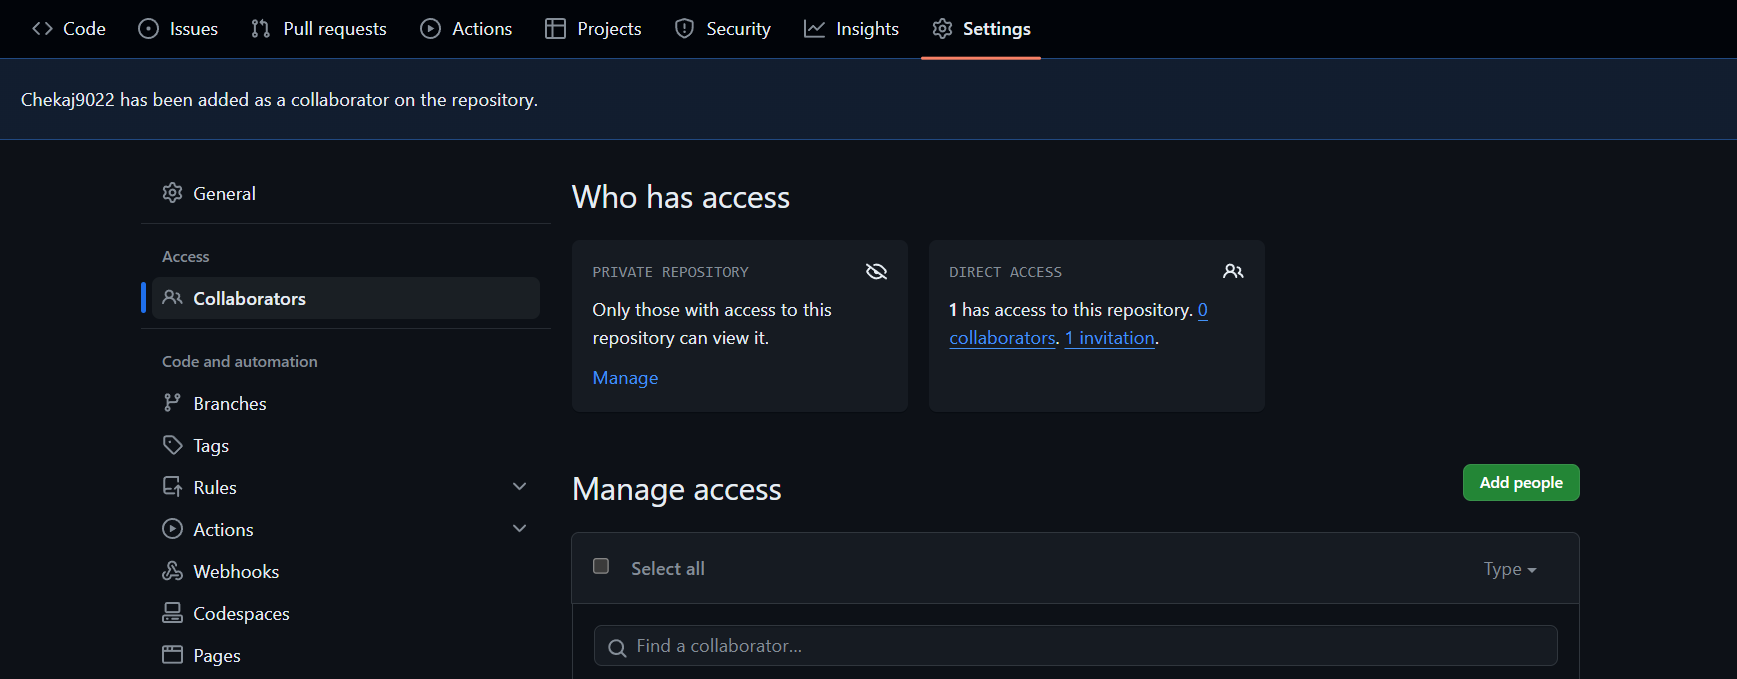 Code Issues Pull requests Actions Projects Security Insights Settings
Chekaj9022 has been added as a collaborator on the repository.
General
Access
Collaborators
Code and automation
Branches
Tags
Rules
Actions
Webhooks
Codespaces
Pages
Who has access
PRIVATE REPOSITORY
Only those with access to this
repository can view it.
Manage
DIRECT ACCESS
1 has access to this repository. 0
collaborators. 1 invitation.
Manage access
Add people
Select all
Type
Find a collaborator...